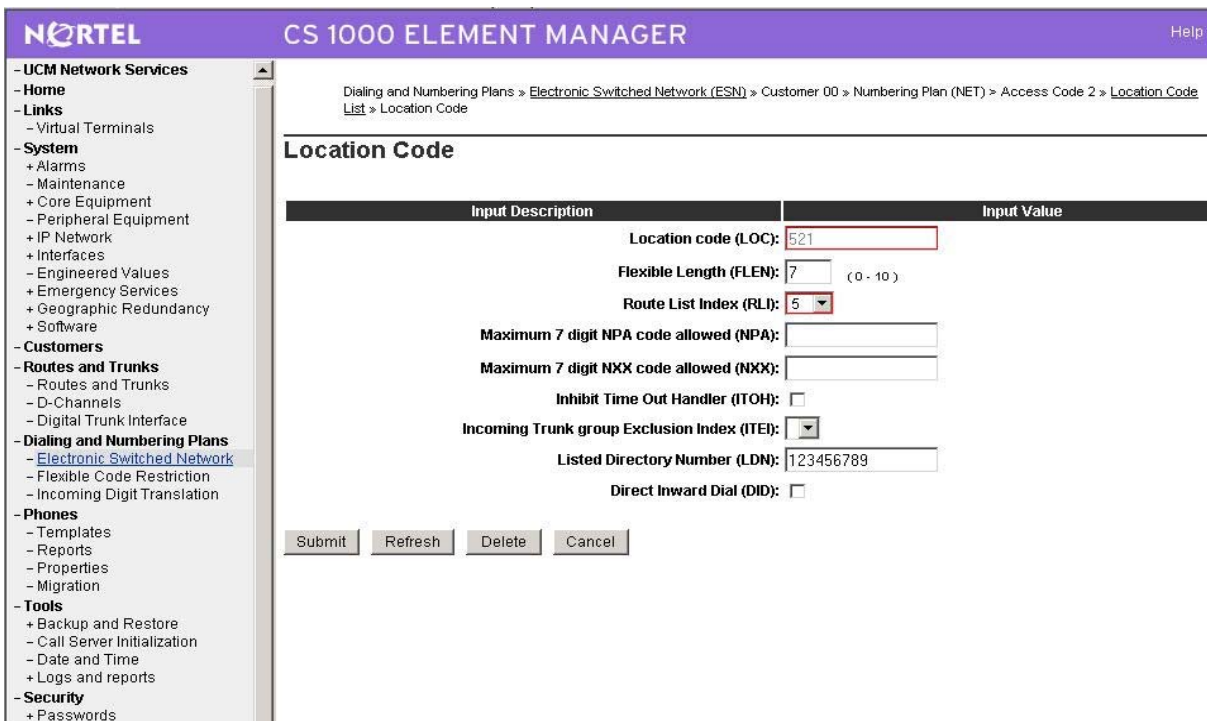 NORTEL
CS 1000 ELEMENT MANAGER
Help
- UCM Network Services
- Home
- Links
- Virtual Terminals
- System
+ Alarms
- Maintenance
+ Core Equipment
- Peripheral Equipment
+ IP Network
+ Interfaces
- Engineered Values
+ Emergency Services
+ Geographic Redundancy
+ Software
- Customers
- Routes and Trunks
- Routes and Trunks
- D-Channels
- Digital Trunk Interface
- Dialing and Numbering Plans
- Electronic Switched Network
- Flexible Code Restriction
- Incoming Digit Translation
- Phones
- Templates
- Reports
- Properties
- Migration
- Tools
+ Backup and Restore
- Call Server Initialization
- Date and Time
+ Logs and reports
- Security
+ Passwords
Dialing and Numbering Plans » Electronic Switched Network (ESN) » Customer 00 » Numbering Plan (NET) > Access Code 2 » Location Code
List » Location Code
Location Code
Input Description Input Value
Location code (LOC): 521
Flexible Length (FLEN): 7 (0 - 10)
Route List Index (RLI): 5
Maximum 7 digit NPA code allowed (NPA):
Maximum 7 digit NXX code allowed (NXX):
Inhibit Time Out Handler (ITOH):
Incoming Trunk group Exclusion Index (ITEI):
Listed Directory Number (LDN): 123456789
Direct Inward Dial (DID):
Submit Refresh Delete Cancel